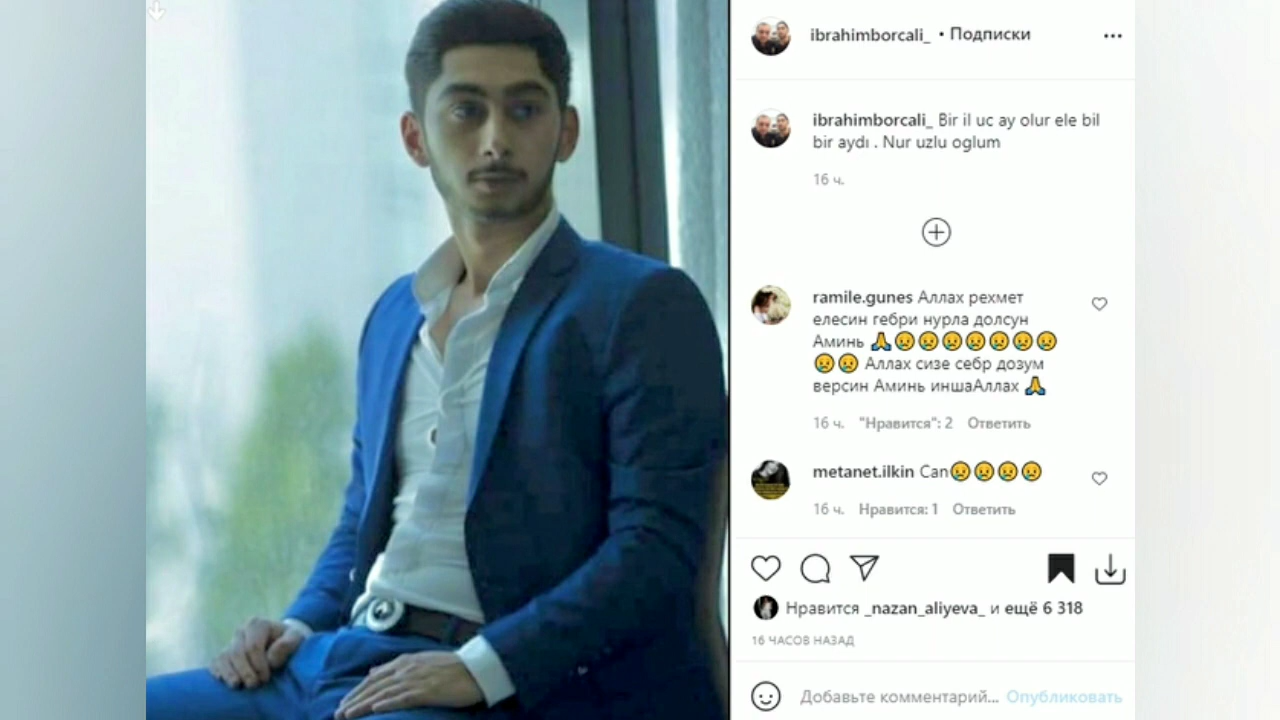 ibrahimborcali_ • Подписки
ibrahimborcali_ Bir il uc ay olur ele bil
bir aydı . Nur uzlu oglum
16 ч.
ramile.gunes Аллах рехмет
елесин гебри нурла долсун
Аминь 🙏😢😢😢😢😢😢😢
😢😢 Аллах сизе себр дозум
версин Аминь иншаАллах 🙏
16 ч. "Нравится": 2 Ответить
metanet.ilkin Can😢😢😢😢
16 ч. Нравится: 1 Ответить
Нравится _nazan_aliyeva_ и ещё 6 318
16 ЧАСОВ НАЗАД
Добавьте комментарий... Опубликовать